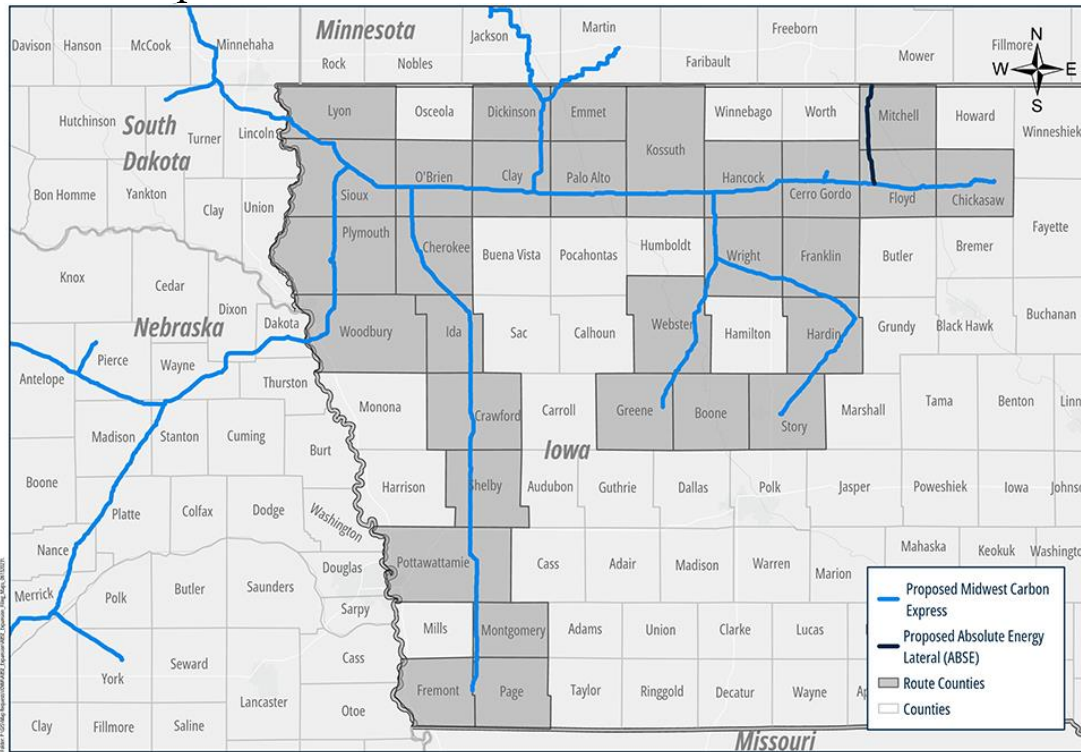 Minnesota
Davison
Hanson
McCook
Minnehaha
Rock
Nobles
Jackson
Martin
Faribault
Freeborn
Mower
Fillmore
N
W
E
S
Hutchinson
South
Dakota
Turner
Lincoln
Lyon
Osceola
Dickinson
Emmet
Kossuth
Winnebago
Worth
Mitchell
Howard
Winneshiek
Bon Homme
Yankton
Clay
Union
Sioux
O'Brien
Clay
Palo Alto
Hancock
Cerro Gordo
Floyd
Chickasaw
Fayette
Knox
Cedar
Dixon
Dakota
Plymouth
Cherokee
Buena Vista
Pocahontas
Humboldt
Wright
Franklin
Butler
Bremer
Buchanan
Nebraska
Pierce
Wayne
Antelope
Thurston
Woodbury
Ida
Sac
Calhoun
Webster
Hamilton
Hardin
Grundy
Black Hawk
Madison
Stanton
Cuming
Burt
Monona
Crawford
Carroll
Greene
Boone
Story
Marshall
Tama
Benton
Linn
Iowa
Boone
Platte
Colfax
Dodge
Washington
Harrison
Shelby
Audubon
Guthrie
Dallas
Polk
Jasper
Poweshiek
Iowa
Johnso
Nance
Merrick
Polk
Butler
Saunders
Douglas
Sarpy
Pottawattamie
Cass
Adair
Madison
Warren
Marion
Mahaska
Keokuk
Washingto
York
Seward
Lancaster
Cass
Otoe
Mills
Montgomery
Adams
Union
Clarke
Lucas
Clay
Fillmore
Saline
Fremont
Page
Taylor
Ringgold
Decatur
Wayne
Missouri
Proposed Midwest Carbon
Express
Proposed Absolute Energy
Lateral (ABSE)
Route Counties
Counties